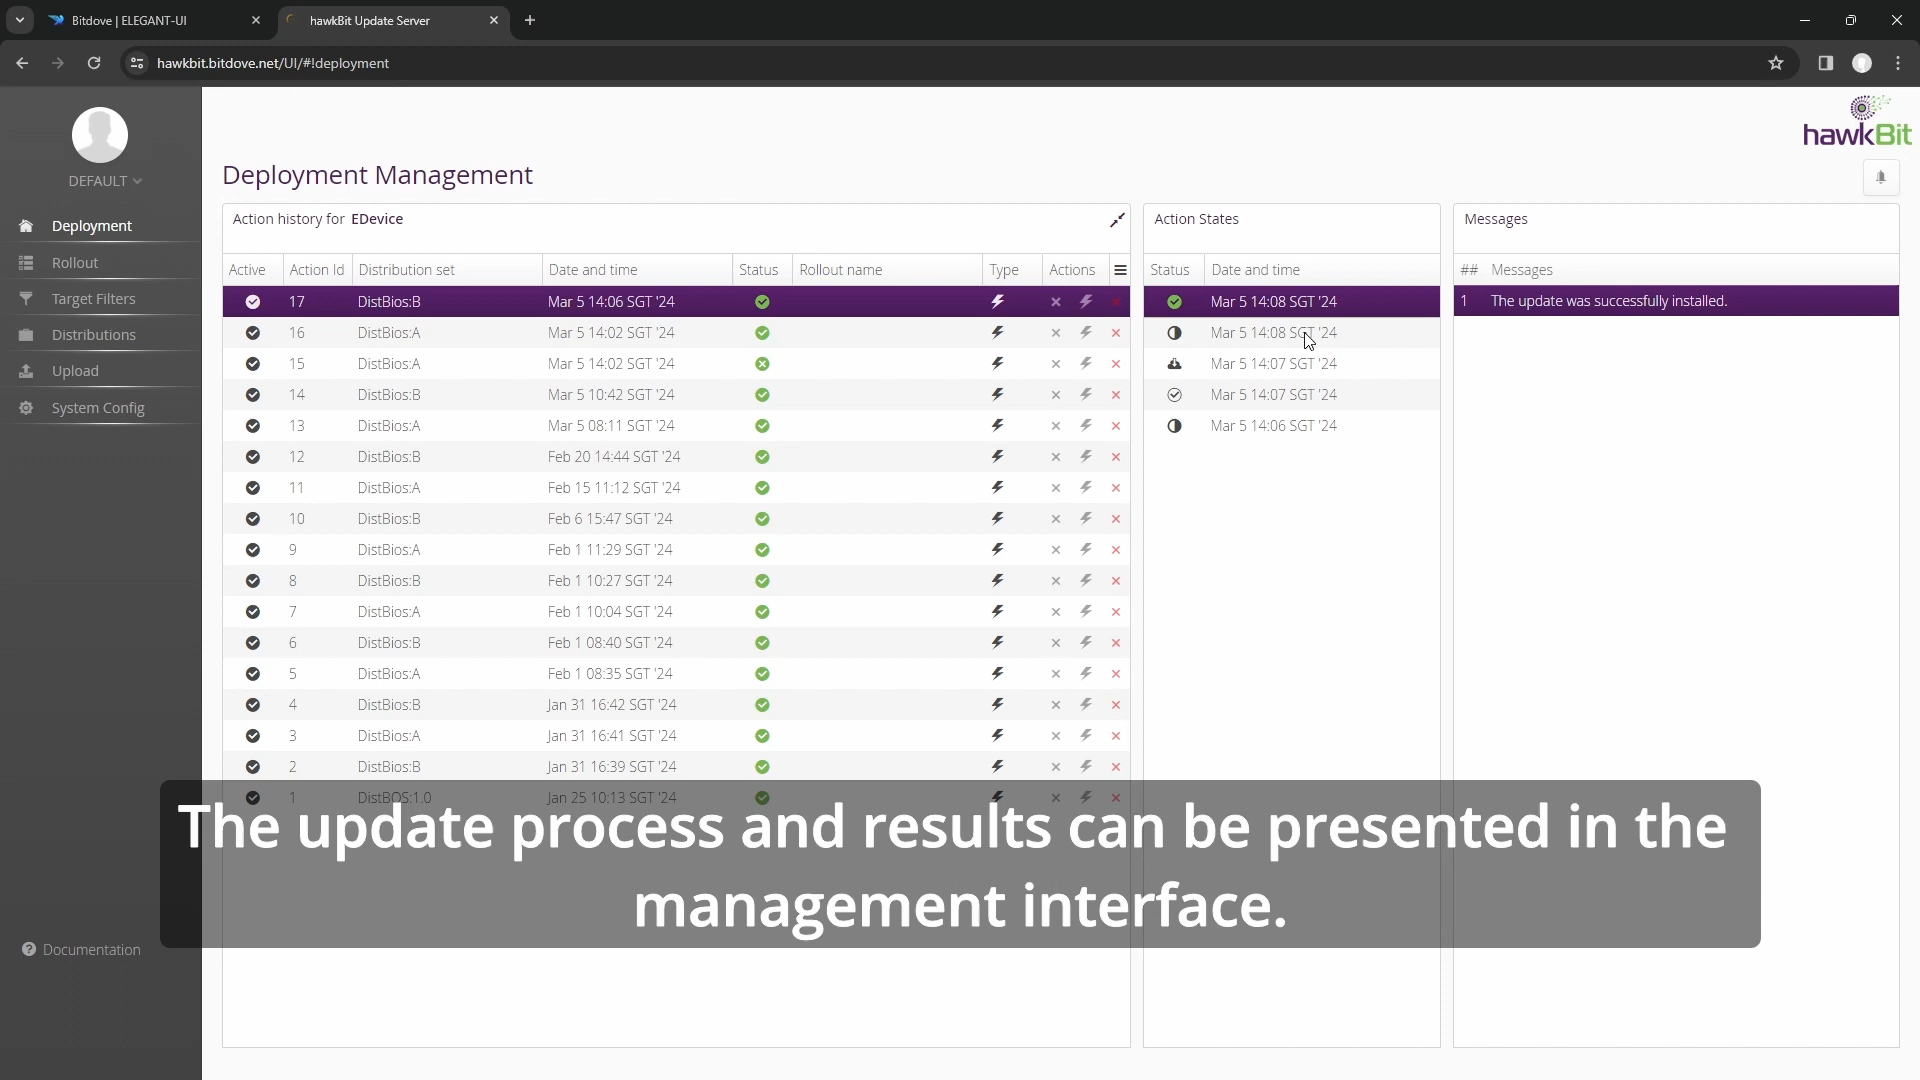 Bitdove | ELEGANT-UI
hawkBit Update Server
hawkbit.bitdove.net/UI/#!deployment
hawkBit
DEFAULT
Deployment
Rollout
Target Filters
Distributions
Upload
System Config
Documentation
Deployment Management
Action history for EDevice
Active Action Id Distribution set Date and time Status Rollout name Type Actions
17 DistBios:B Mar 5 14:06 SGT '24
16 DistBios:A Mar 5 14:02 SGT '24
15 DistBios:A Mar 5 14:02 SGT '24
14 DistBios:B Mar 5 10:42 SGT '24
13 DistBios:A Mar 5 08:11 SGT '24
12 DistBios:B Feb 20 14:44 SGT '24
11 DistBios:A Feb 15 11:12 SGT '24
10 DistBios:B Feb 6 15:47 SGT '24
9 DistBios:A Feb 1 11:29 SGT '24
8 DistBios:B Feb 1 10:27 SGT '24
7 DistBios:A Feb 1 10:04 SGT '24
6 DistBios:B Feb 1 08:40 SGT '24
5 DistBios:A Feb 1 08:35 SGT '24
4 DistBios:B Jan 31 16:42 SGT '24
3 DistBios:A Jan 31 16:41 SGT '24
2 DistBios:B Jan 31 16:39 SGT '24
1 DistBOS:1.0 Jan 25 10:13 SGT '24
Action States
Status Date and time
Mar 5 14:08 SGT '24
Mar 5 14:08 SGT '24
Mar 5 14:07 SGT '24
Mar 5 14:07 SGT '24
Mar 5 14:06 SGT '24
Messages
## Messages
1 The update was successfully installed.
The update process and results can be presented in the
management interface.